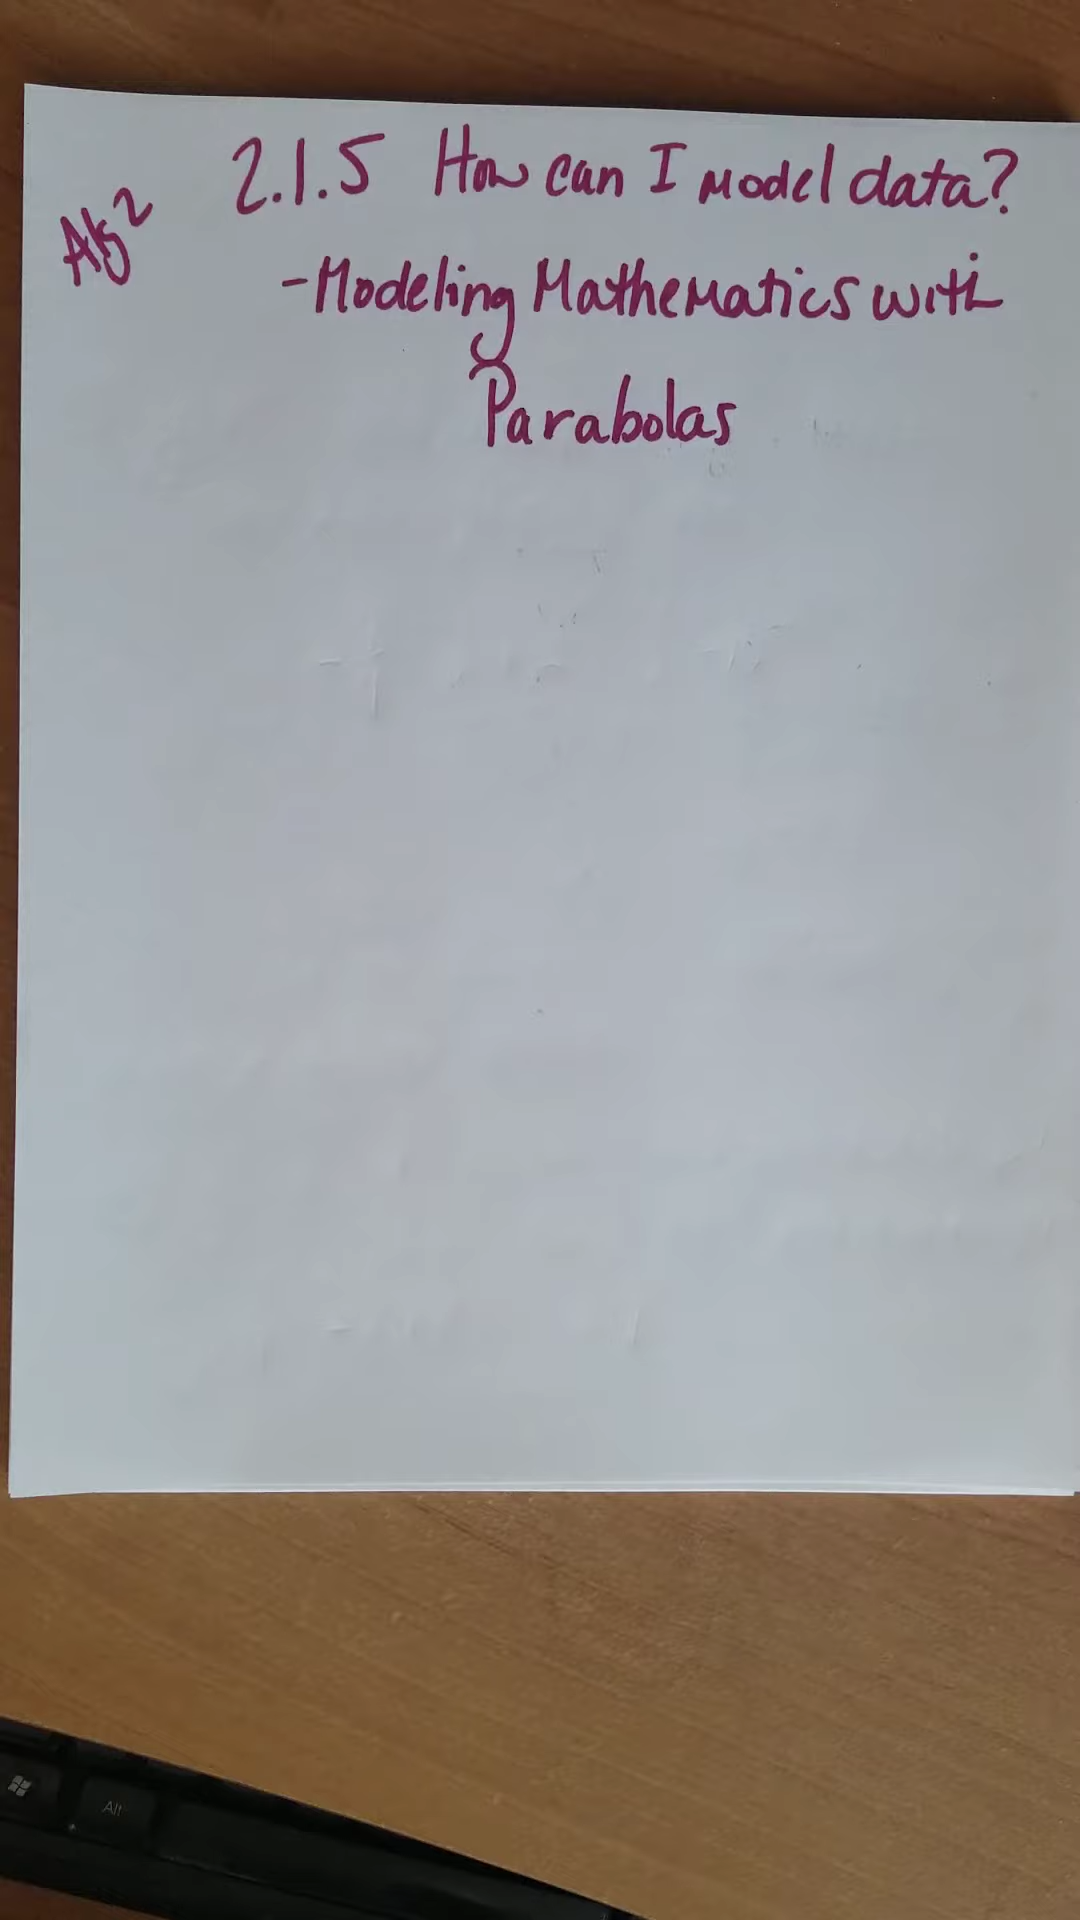 2.1.5 How can I model data?
Alg 2
-Modeling Mathematics with
Parabolas
Alt